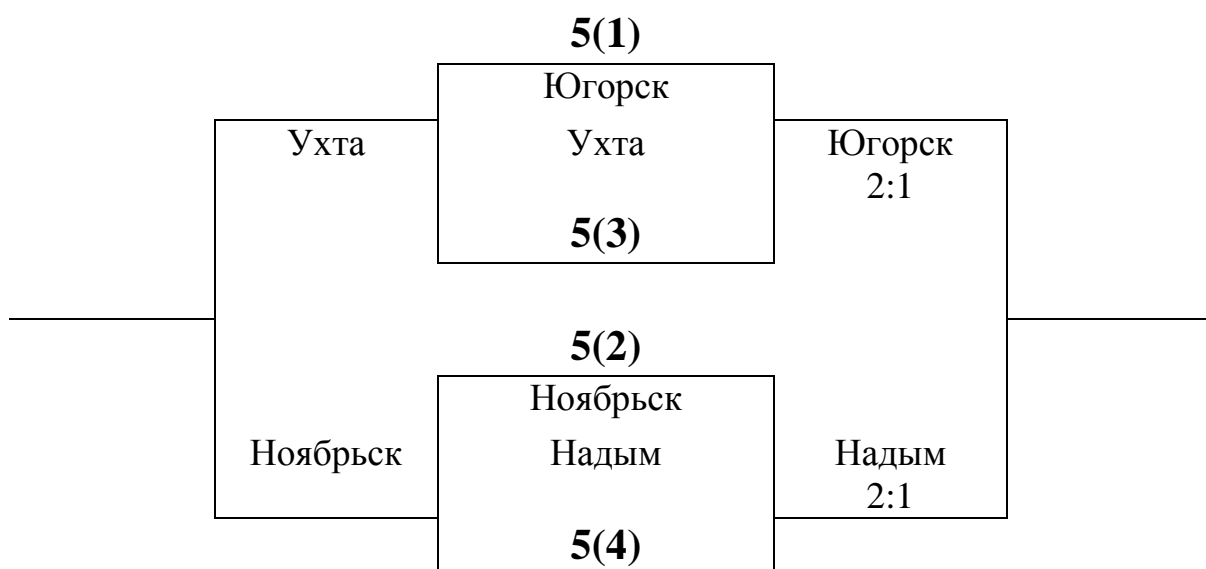 5(1)
Югорск
Ухта Ухта Югорск
2:1
5(3)
5(2)
Ноябрьск
Ноябрьск Надым Надым
2:1
5(4)